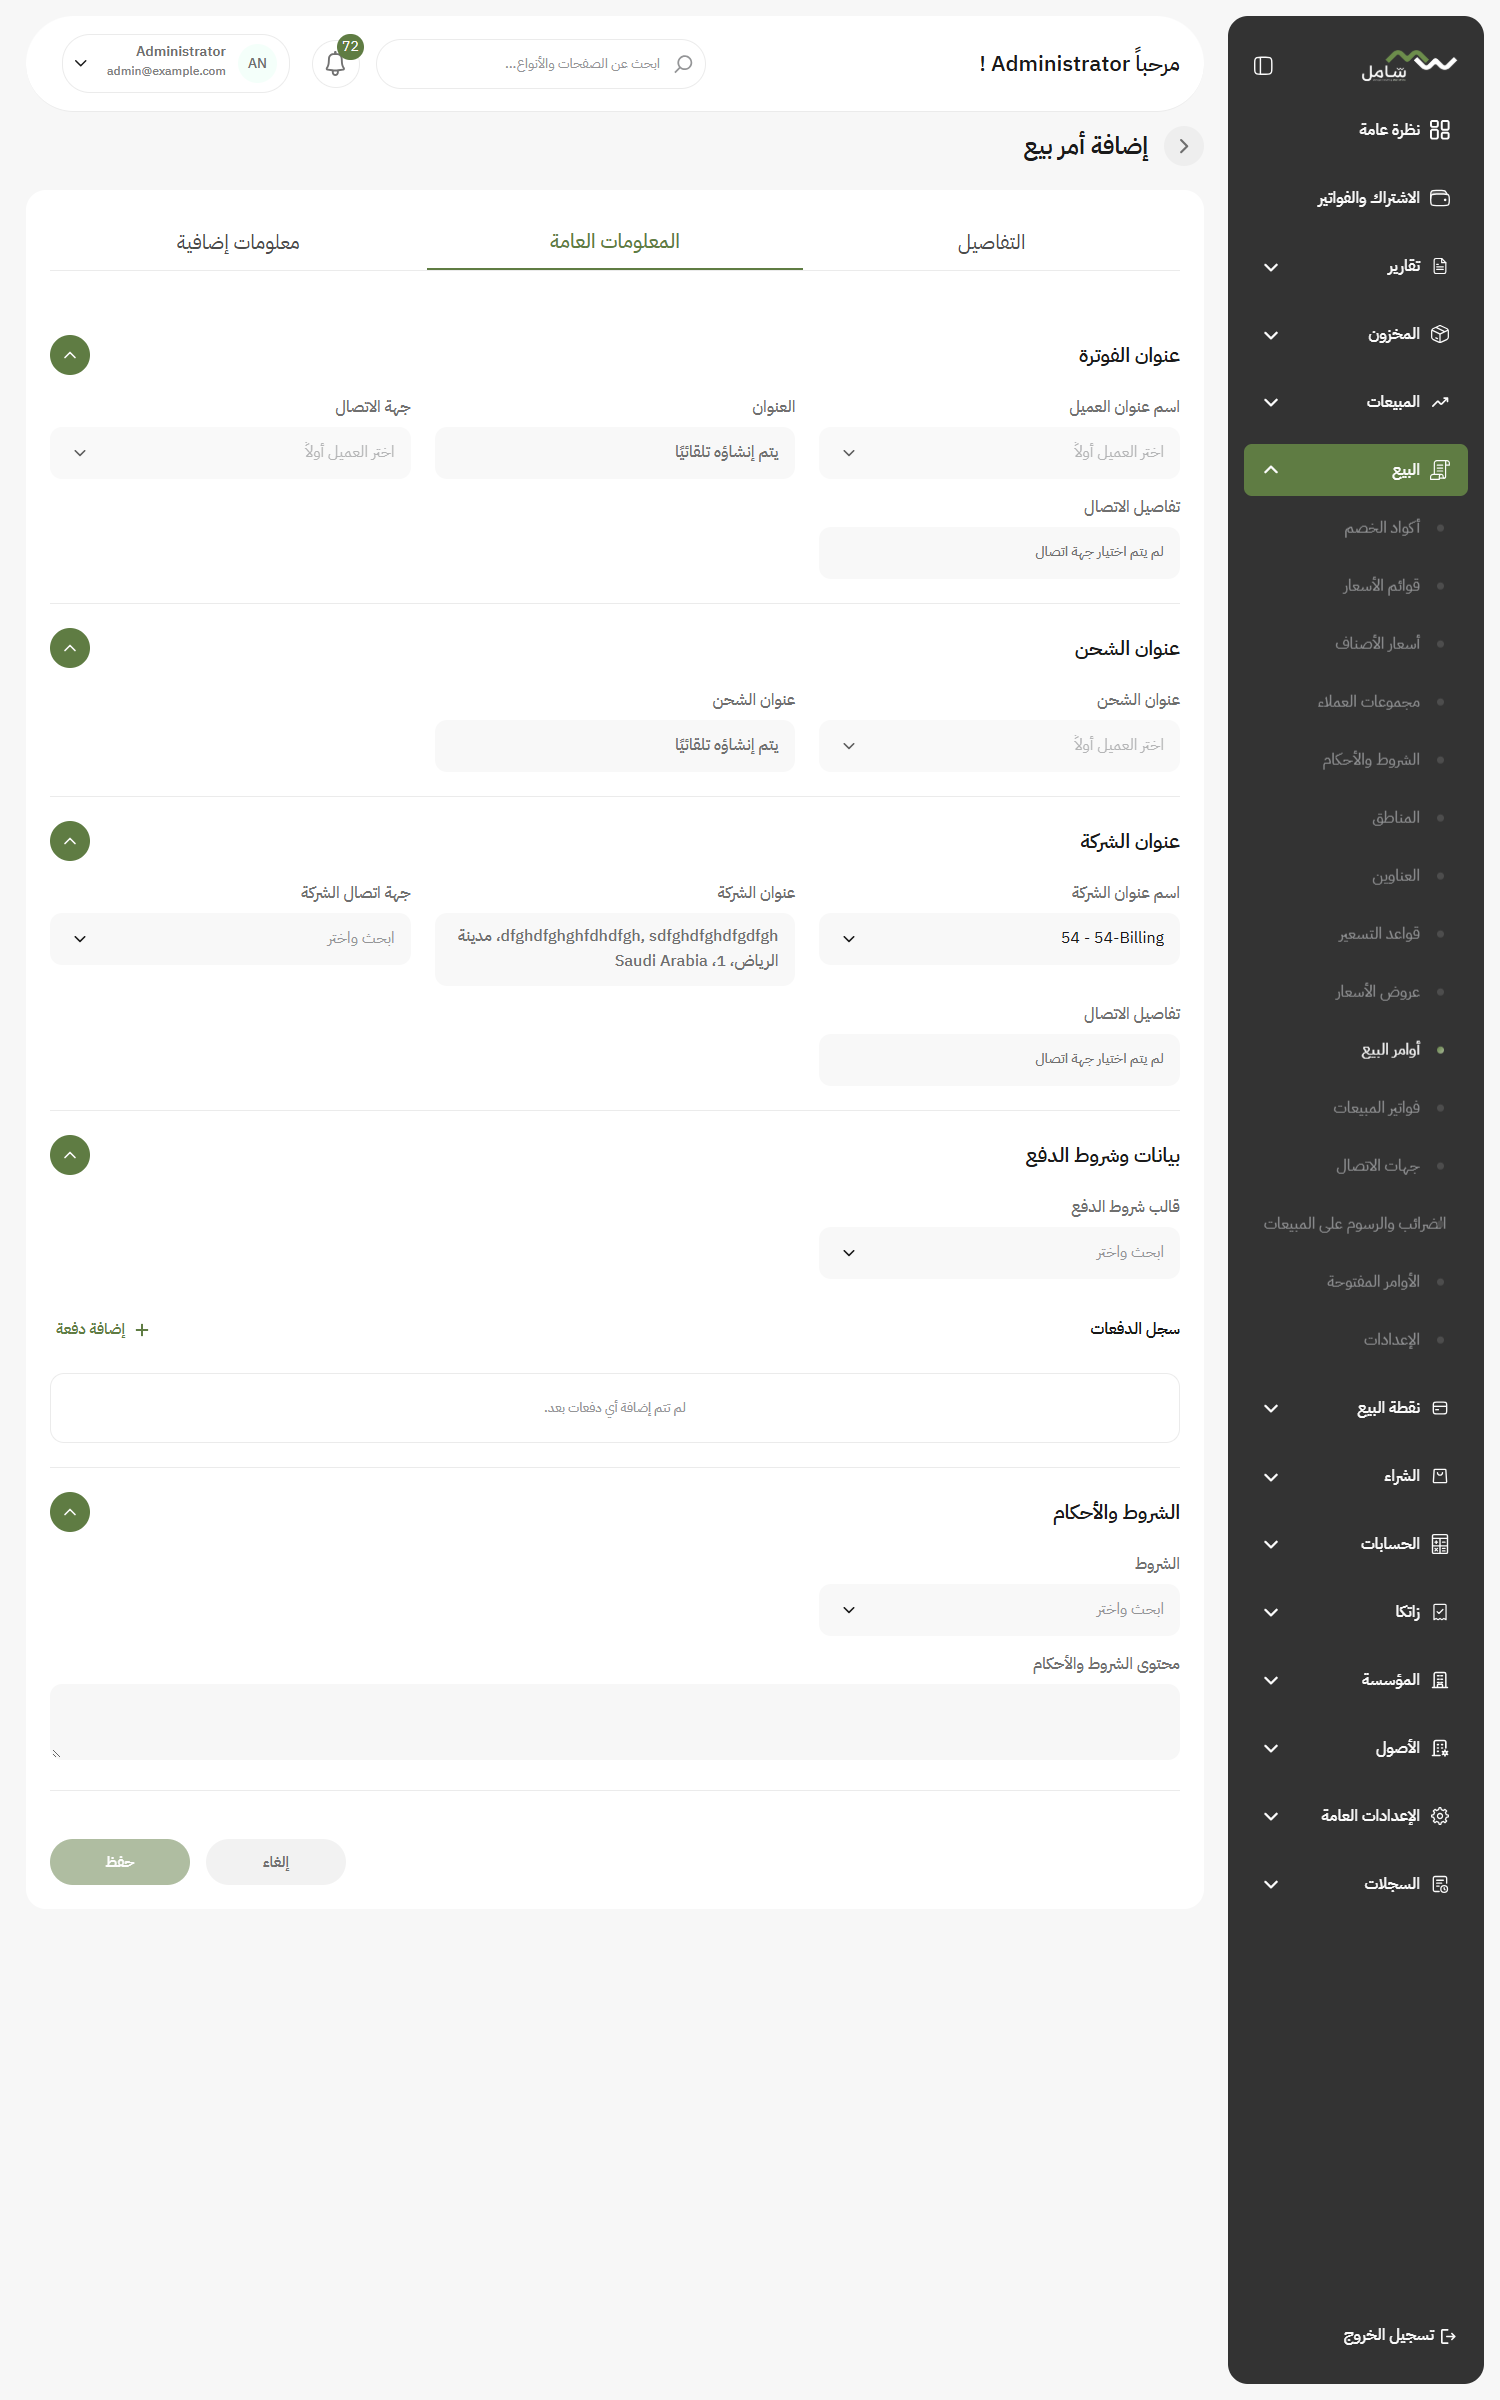 شامل
نظرة عامة
الاشتراك والفواتير
تقارير
المخزون
المبيعات
البيع
أكواد الخصم
قوائم الأسعار
أسعار الأصناف
مجموعات العملاء
الشروط والأحكام
المناطق
العناوين
قواعد التسعير
عروض الأسعار
أوامر البيع
فواتير المبيعات
جهات الاتصال
الضرائب والرسوم على المبيعات
الأوامر المفتوحة
الإعدادات
نقطة البيع
الشراء
الحسابات
زاتكا
المؤسسة
الأصول
الإعدادات العامة
السجلات
تسجيل الخروج
مرحباً Administrator !
ابحث عن الصفحات والأنواع...
72
AN
Administrator
admin@example.com
إضافة أمر بيع
التفاصيل
المعلومات العامة
معلومات إضافية
عنوان الفوترة
اسم عنوان العميل
العنوان
جهة الاتصال
اختر العميل أولاً
يتم إنشاؤه تلقائيًا
اختر العميل أولاً
تفاصيل الاتصال
لم يتم اختيار جهة اتصال
عنوان الشحن
عنوان الشحن
عنوان الشحن
اختر العميل أولاً
يتم إنشاؤه تلقائيًا
عنوان الشركة
اسم عنوان الشركة
عنوان الشركة
جهة اتصال الشركة
54 - 54-Billing
dfghdfghghfdhdfgh, sdfghdfghdfgdfgh، مدينة
الرياض، 1، Saudi Arabia
ابحث واختر
تفاصيل الاتصال
لم يتم اختيار جهة اتصال
بيانات وشروط الدفع
قالب شروط الدفع
ابحث واختر
سجل الدفعات
إضافة دفعة
لم تتم إضافة أي دفعات بعد.
الشروط والأحكام
الشروط
ابحث واختر
محتوى الشروط والأحكام
إلغاء
حفظ